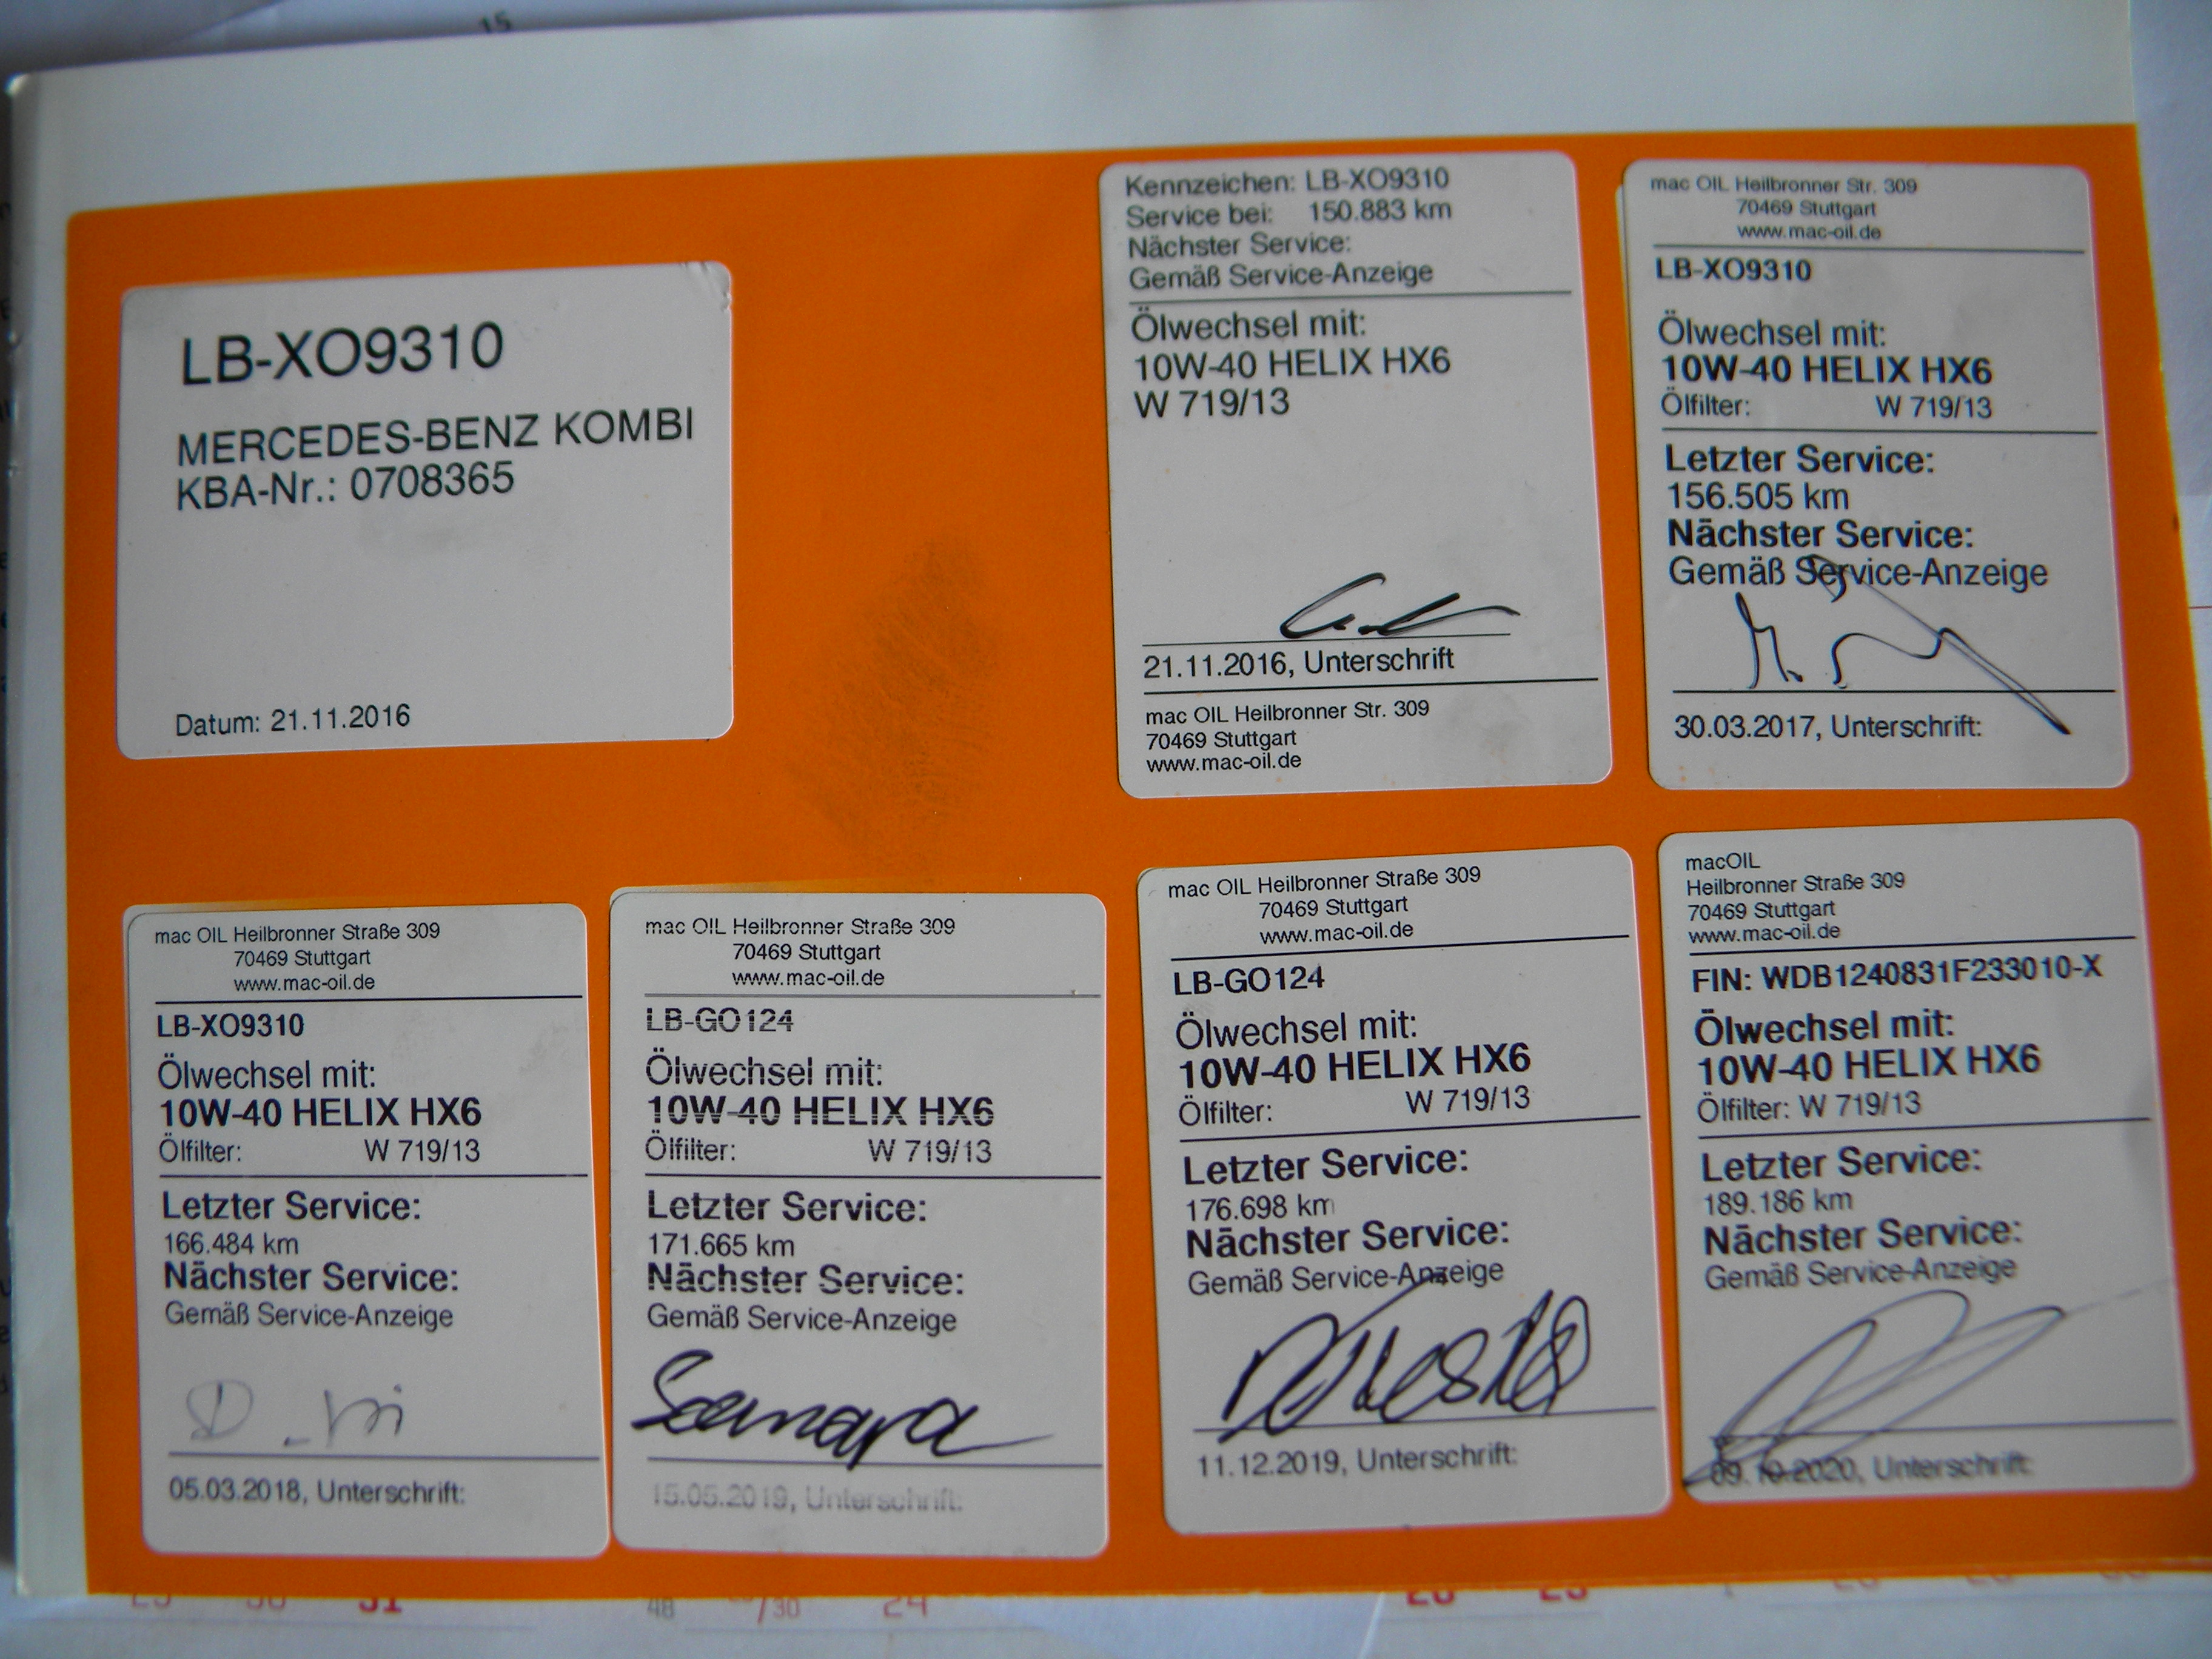 15
LB-XO9310
MERCEDES-BENZ KOMBI
KBA-Nr.: 0708365
Datum: 21.11.2016
Kennzeichen: LB-XO9310
Service bei: 150.883 km
Nächster Service:
Gemäß Service-Anzeige
Ölwechsel mit:
10W-40 HELIX HX6
W 719/13
21.11.2016, Unterschrift
mac OIL Heilbronner Str. 309
70469 Stuttgart
www.mac-oil.de
mac OIL Heilbronner Str. 309
70469 Stuttgart
www.mac-oil.de
LB-XO9310
Ölwechsel mit:
10W-40 HELIX HX6
Ölfilter: W 719/13
Letzter Service:
156.505 km
Nächster Service:
Gemäß Service-Anzeige
30.03.2017, Unterschrift:
mac OIL Heilbronner Straße 309
70469 Stuttgart
www.mac-oil.de
LB-XO9310
Ölwechsel mit:
10W-40 HELIX HX6
Ölfilter: W 719/13
Letzter Service:
166.484 km
Nächster Service:
Gemäß Service-Anzeige
05.03.2018, Unterschrift:
mac OIL Heilbronner Straße 309
70469 Stuttgart
www.mac-oil.de
LB-GO124
Ölwechsel mit:
10W-40 HELIX HX6
Ölfilter: W 719/13
Letzter Service:
171.665 km
Nächster Service:
Gemäß Service-Anzeige
15.05.2019, Unterschrift:
mac OIL Heilbronner Straße 309
70469 Stuttgart
www.mac-oil.de
LB-GO124
Ölwechsel mit:
10W-40 HELIX HX6
Ölfilter: W 719/13
Letzter Service:
176.698 km
Nächster Service:
Gemäß Service-Anzeige
11.12.2019, Unterschrift:
macOIL
Heilbronner Straße 309
70469 Stuttgart
www.mac-oil.de
FIN: WDB1240831F233010-X
Ölwechsel mit:
10W-40 HELIX HX6
Ölfilter: W 719/13
Letzter Service:
189.186 km
Nächster Service:
Gemäß Service-Anzeige
09.10.2020, Unterschrift: